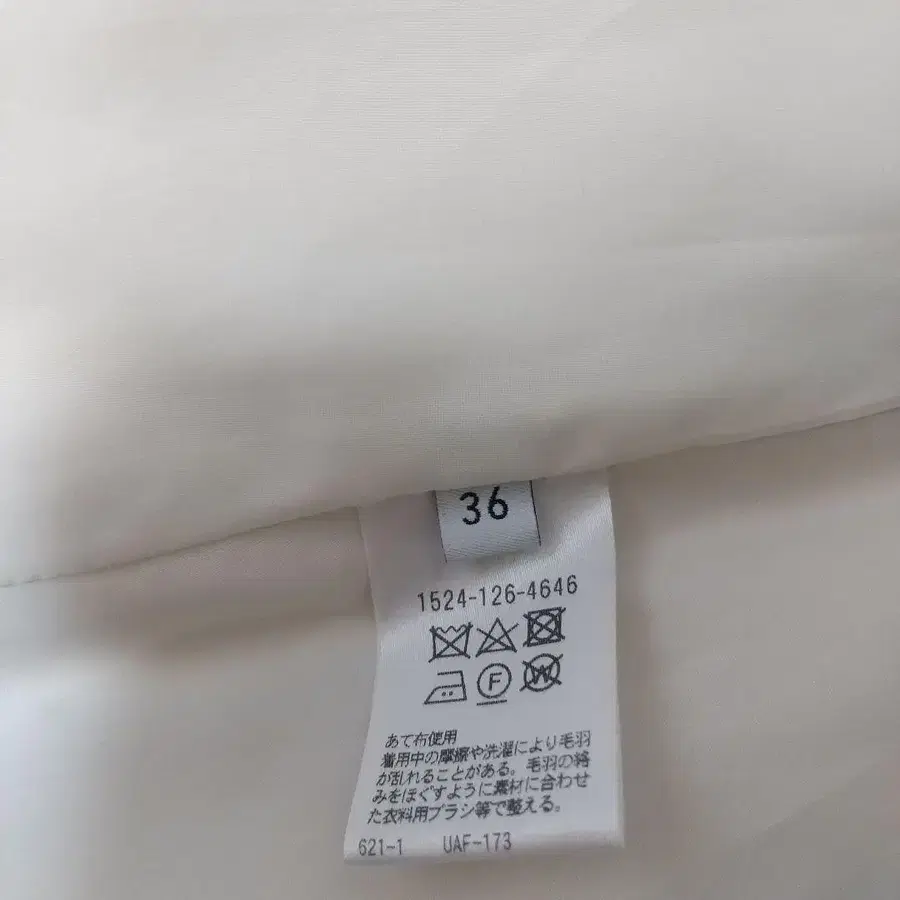 36
1524-126-4646
F
W
あて布使用
着用中の摩擦や洗濯により毛羽
が乱れることがある。毛羽の絡
みをほぐすように素材に合わせ
た衣料用ブラシ等で整える。
621-1 UAF-173